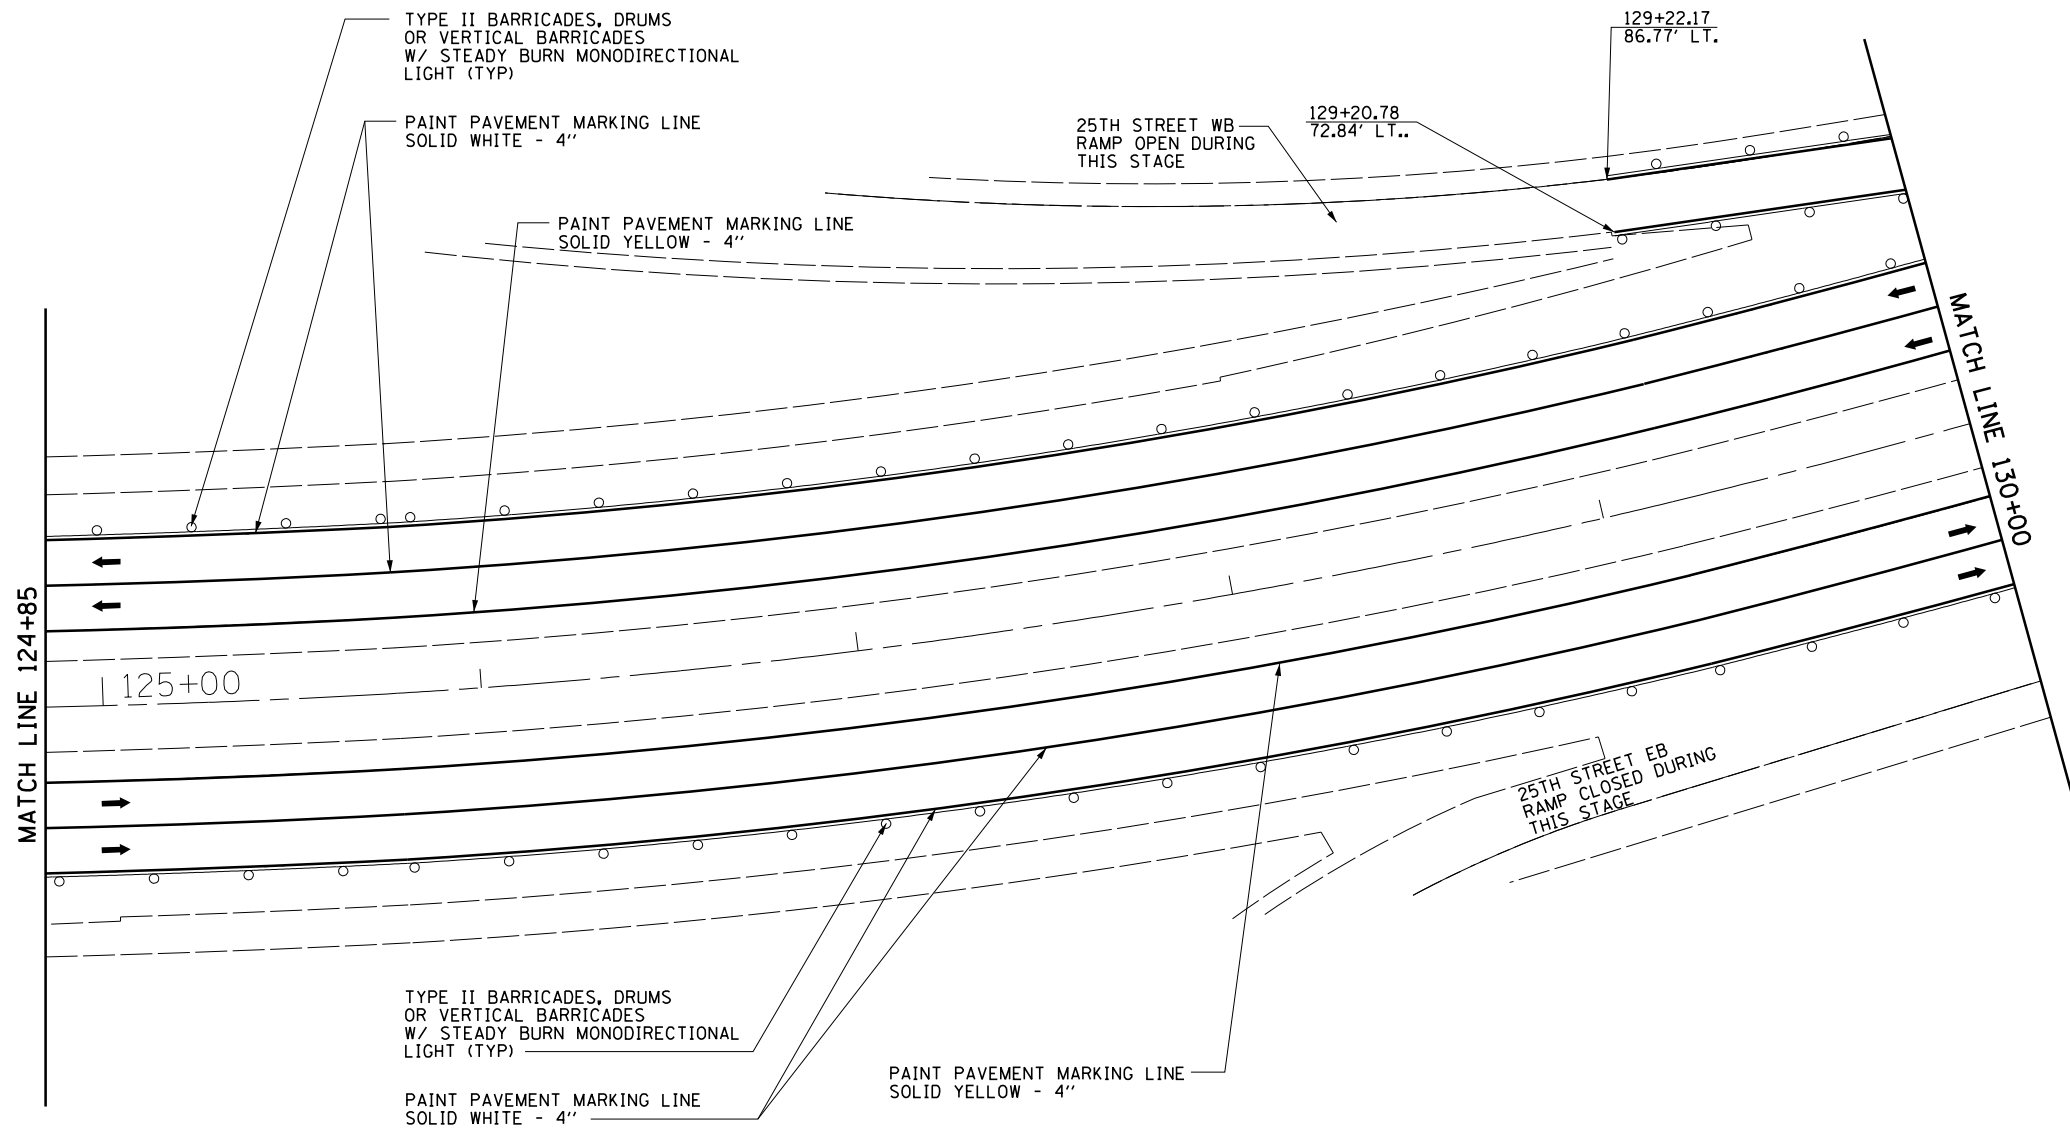 TYPE II BARRICADES, DRUMS
OR VERTICAL BARRICADES
W/ STEADY BURN MONODIRECTIONAL
LIGHT (TYP)
PAINT PAVEMENT MARKING LINE
SOLID WHITE - 4''
PAINT PAVEMENT MARKING LINE
SOLID YELLOW - 4''
25TH STREET WB
RAMP OPEN DURING
THIS STAGE
129+20.78
72.84' LT..
129+22.17
86.77' LT.
MATCH LINE 130+00
MATCH LINE 124+85
125+00
25TH STREET EB
RAMP CLOSED DURING
THIS STAGE
TYPE II BARRICADES, DRUMS
OR VERTICAL BARRICADES
W/ STEADY BURN MONODIRECTIONAL
LIGHT (TYP)
PAINT PAVEMENT MARKING LINE
SOLID WHITE - 4''
PAINT PAVEMENT MARKING LINE
SOLID YELLOW - 4''